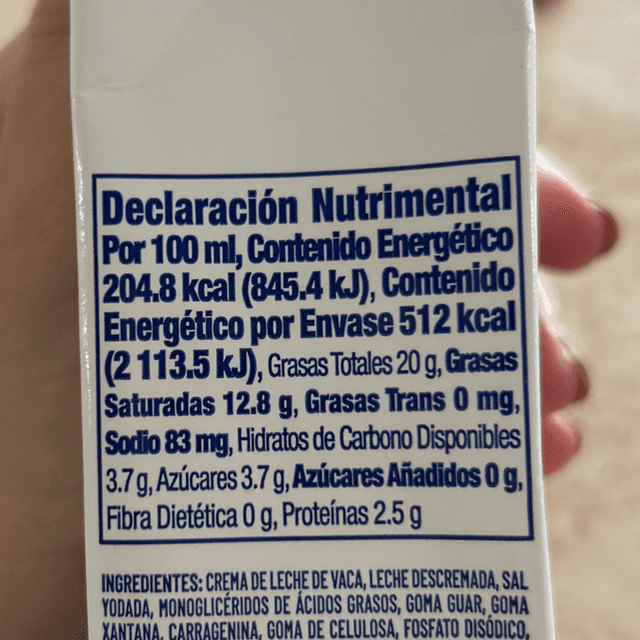 Declaración Nutrimental
Por 100 ml, Contenido Energético
204.8 kcal (845.4 kJ), Contenido
Energético por Envase 512 kcal
(2 113.5 kJ), Grasas Totales 20 g, Grasas
Saturadas 12.8 g, Grasas Trans 0 mg,
Sodio 83 mg, Hidratos de Carbono Disponibles
3.7 g, Azúcares 3.7 g, Azúcares Añadidos 0 g,
Fibra Dietética 0 g, Proteínas 2.5 g
INGREDIENTES: CREMA DE LECHE DE VACA, LECHE DESCREMADA, SAL
YODADA, MONOGLICÉRIDOS DE ÁCIDOS GRASOS, GOMA GUAR, GOMA
XANTANA, CARRAGENINA, GOMA DE CELULOSA, FOSFATO DISÓDICO,